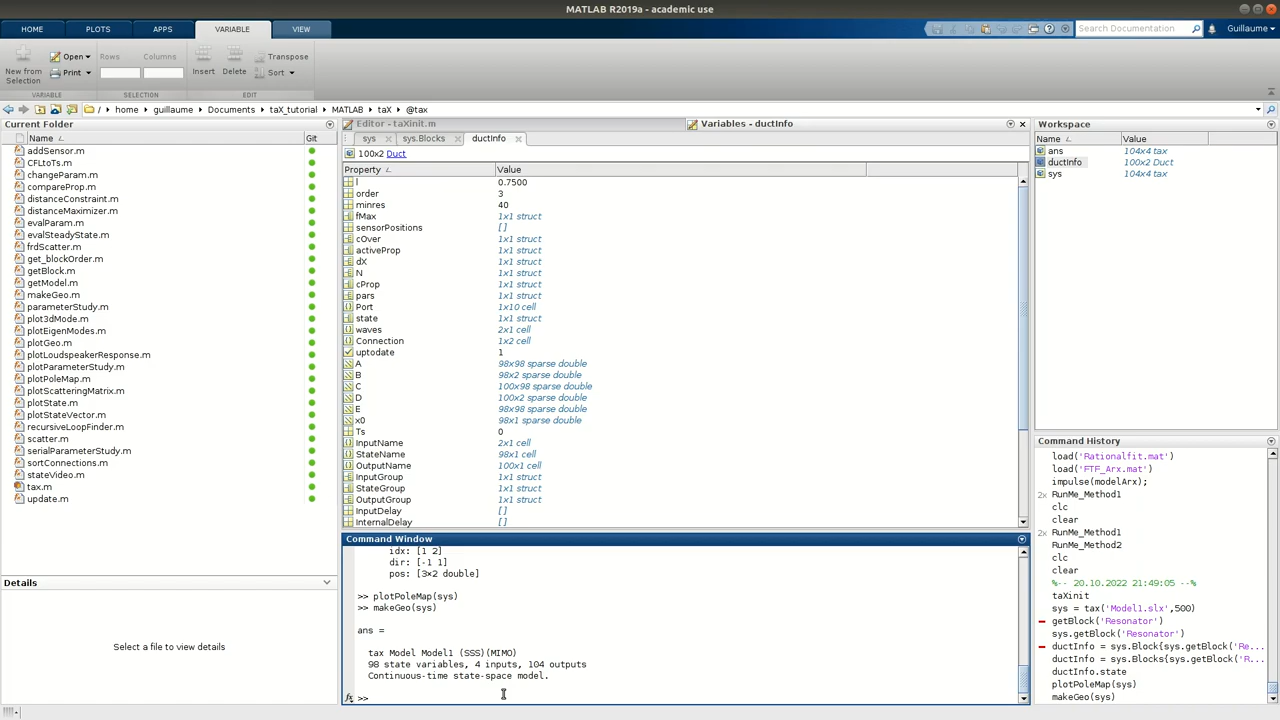 MATLAB R2019a - academic use
HOME PLOTS APPS VARIABLE VIEW Search Documentation Guillaume
New from Selection Open Print Rows Columns Insert Delete Transpose Sort
VARIABLE SELECTION EDIT
/ home guillaume Documents taX_tutorial MATLAB taX @tax
Current Folder
Name Git
addSensor.m
CFLtoTs.m
changeParam.m
compareProp.m
distanceConstraint.m
distanceMaximizer.m
evalParam.m
evalSteadyState.m
frdScatter.m
get_blockOrder.m
getBlock.m
getModel.m
makeGeo.m
parameterStudy.m
plot3dMode.m
plotEigenModes.m
plotGeo.m
plotLoudspeakerResponse.m
plotParameterStudy.m
plotPoleMap.m
plotScatteringMatrix.m
plotState.m
plotStateVector.m
recursiveLoopFinder.m
scatter.m
serialParameterStudy.m
sortConnections.m
stateVideo.m
tax.m
update.m
Details
Select a file to view details
Editor - taXinit.m
Variables - ductInfo
sys sys.Blocks ductInfo
100x2 Duct
Property Value
l 0.7500
order 3
minres 40
fMax 1x1 struct
sensorPositions []
cOver 1x1 struct
activeProp 1x1 struct
dX 1x1 struct
N 1x1 struct
cProp 1x1 struct
pars 1x1 struct
Port 1x10 cell
state 1x1 struct
waves 2x1 cell
Connection 1x2 cell
uptodate 1
A 98x98 sparse double
B 98x2 sparse double
C 100x98 sparse double
D 100x2 sparse double
E 98x98 sparse double
x0 98x1 sparse double
Ts 0
InputName 2x1 cell
StateName 98x1 cell
OutputName 100x1 cell
InputGroup 1x1 struct
StateGroup 1x1 struct
OutputGroup 1x1 struct
InputDelay []
InternalDelay []
Command Window
idx: [1 2]
dir: [-1 1]
pos: [3×2 double]
>> plotPoleMap(sys)
>> makeGeo(sys)
ans =
tax Model Model1 (SSS)(MIMO)
98 state variables, 4 inputs, 104 outputs
Continuous-time state-space model.
fx >>
Workspace
Name Value
ans 104x4 tax
ductInfo 100x2 Duct
sys 104x4 tax
Command History
load('Rationalfit.mat')
load('FTF_Arx.mat')
impulse(modelArx);
2x RunMe_Method1
clc
clear
2x RunMe_Method1
RunMe_Method2
clc
clear
%-- 20.10.2022 21:49:05 --%
taXinit
sys = tax('Model1.slx',500)
getBlock('Resonator')
sys.getBlock('Resonator')
ductInfo = sys.Block{sys.getBlock('Re...
ductInfo = sys.Blocks{sys.getBlock('R...
ductInfo.state
plotPoleMap(sys)
makeGeo(sys)